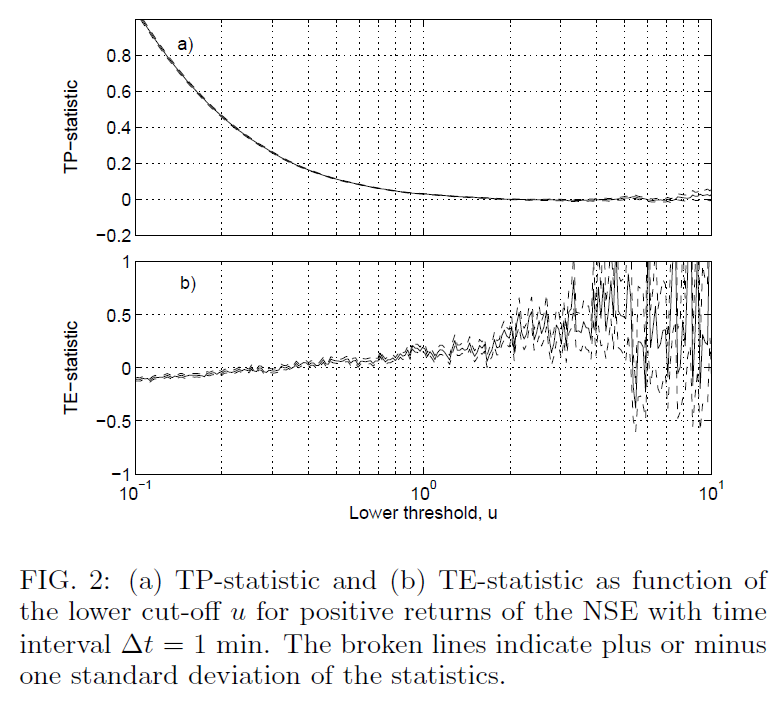 a)
0.8
0.6
0.4
0.2
0
−0.2
TP−statistic
b)
1
0.5
0
−0.5
−1
TE−statistic
10^−1
10^0
10^1
Lower threshold, u
FIG. 2: (a) TP-statistic and (b) TE-statistic as function of
the lower cut-off u for positive returns of the NSE with time
interval Δt = 1 min. The broken lines indicate plus or minus
one standard deviation of the statistics.